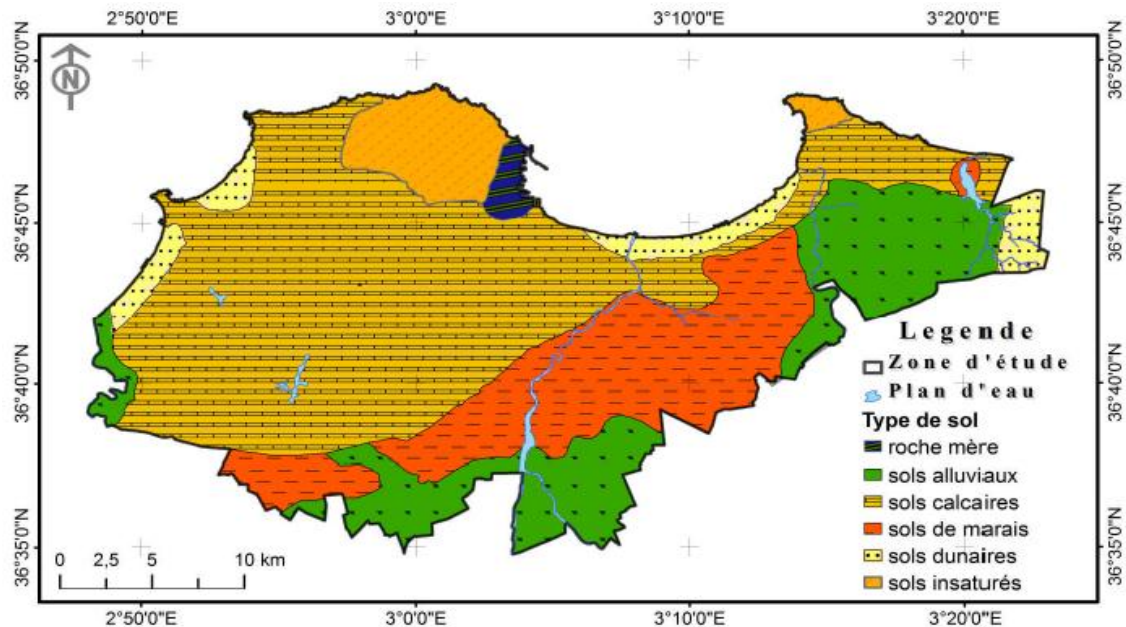 2°50'0"E 3°0'0"E 3°10'0"E 3°20'0"E
36°50'0"N 36°50'0"N
N
36°45'0"N 36°45'0"N
Legende
Zone d'étude
36°40'0"N 36°40'0"N
Plan d'eau
Type de sol
roche mère
sols alluviaux
sols calcaires
sols de marais
36°35'0"N 36°35'0"N
sols dunaires
0 2,5 5 10 km
sols insaturés
2°50'0"E 3°0'0"E 3°10'0"E 3°20'0"E